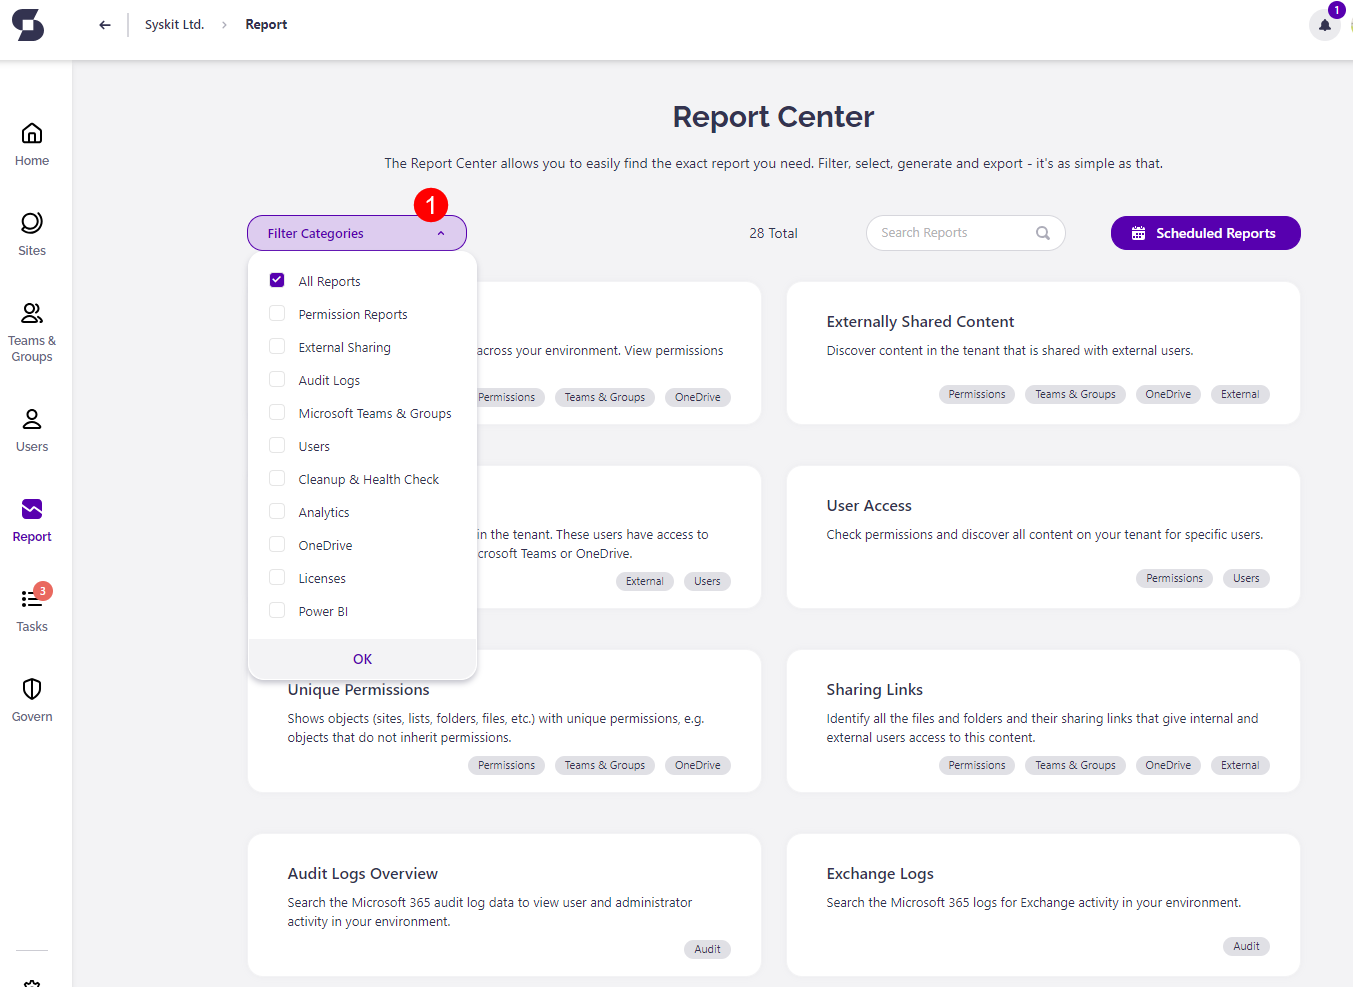 1
Syskit Ltd. > Report
Home
Sites
Teams &
Groups
Users
Report
3
Tasks
Govern
Report Center
The Report Center allows you to easily find the exact report you need. Filter, select, generate and export - it's as simple as that.
1
Filter Categories
28 Total
Search Reports
Scheduled Reports
All Reports
Permission Reports
External Sharing
Audit Logs
Microsoft Teams & Groups
Users
Cleanup & Health Check
Analytics
OneDrive
Licenses
Power BI
OK
across your environment. View permissions
Permissions Teams & Groups OneDrive
Externally Shared Content
Discover content in the tenant that is shared with external users.
Permissions Teams & Groups OneDrive External
in the tenant. These users have access to
crosoft Teams or OneDrive.
External Users
User Access
Check permissions and discover all content on your tenant for specific users.
Permissions Users
Unique Permissions
Shows objects (sites, lists, folders, files, etc.) with unique permissions, e.g.
objects that do not inherit permissions.
Permissions Teams & Groups OneDrive
Sharing Links
Identify all the files and folders and their sharing links that give internal and
external users access to this content.
Permissions Teams & Groups OneDrive External
Audit Logs Overview
Search the Microsoft 365 audit log data to view user and administrator
activity in your environment.
Audit
Exchange Logs
Search the Microsoft 365 logs for Exchange activity in your environment.
Audit